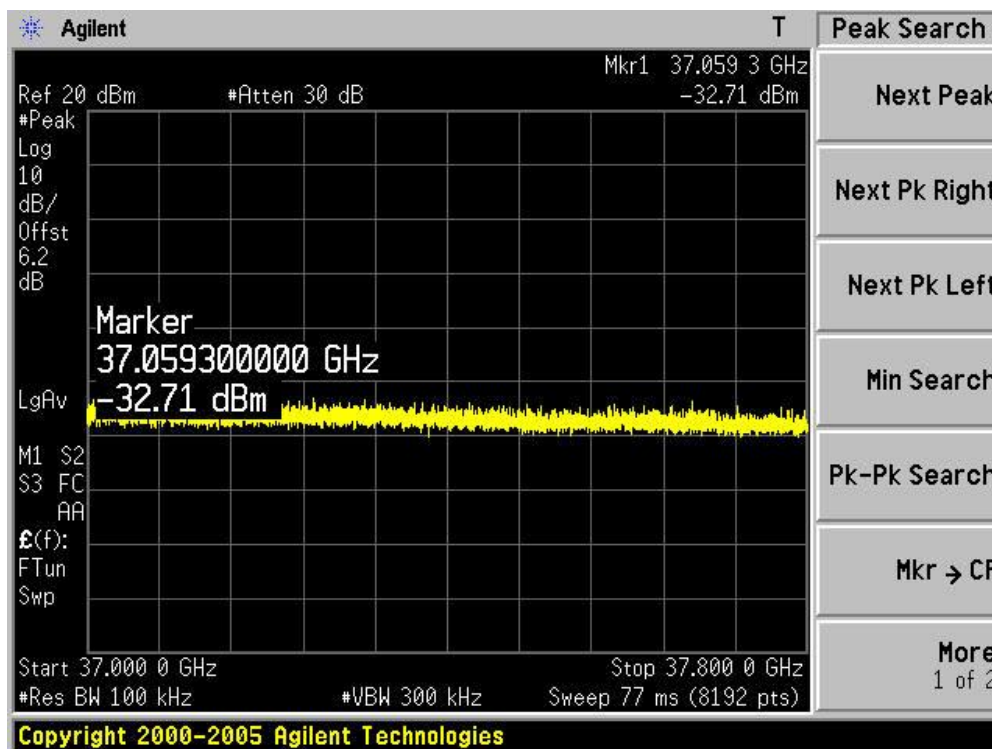 Agilent T
Peak Search
Mkr1 37.059 3 GHz
Ref 20 dBm #Atten 30 dB -32.71 dBm
#Peak
Log
10
dB/
Offst
6.2
dB
Marker
37.059300000 GHz
-32.71 dBm
LgAv
M1 S2
S3 FC
AA
£(f):
FTun
Swp
Start 37.000 0 GHz Stop 37.800 0 GHz
#Res BW 100 kHz #VBW 300 kHz Sweep 77 ms (8192 pts)
Copyright 2000-2005 Agilent Technologies
Next Peak
Next Pk Right
Next Pk Left
Min Search
Pk-Pk Search
Mkr → CF
More
1 of 2